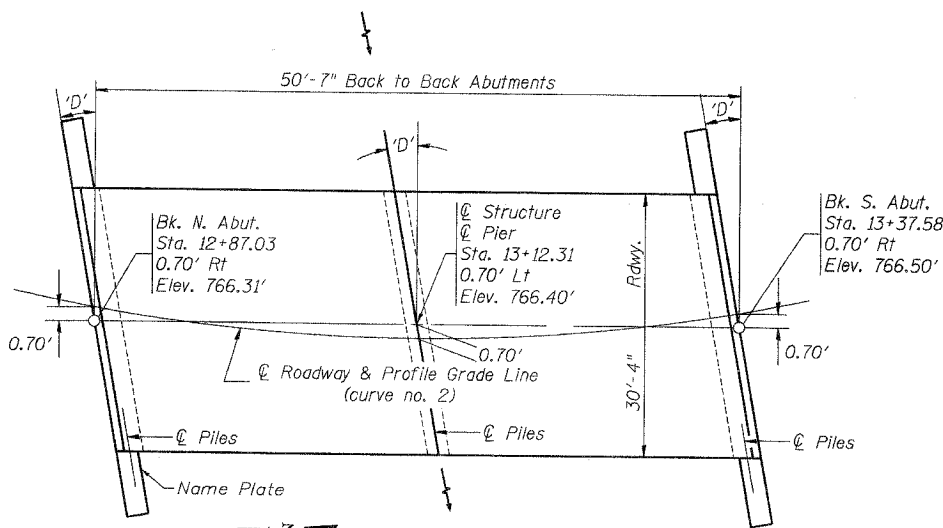 50'-7" Back to Back Abutments
'D'
'D'
'D'
Bk. N. Abut.
Sta. 12+87.03
0.70' Rt
Elev. 766.31'
℄ Structure
℄ Pier
Sta. 13+12.31
0.70' Lt
Elev. 766.40'
Rdwy.
30'-4"
Bk. S. Abut.
Sta. 13+37.58
0.70' Rt
Elev. 766.50'
0.70'
0.70'
0.70'
℄ Roadway & Profile Grade Line
(curve no. 2)
℄ Piles
℄ Piles
℄ Piles
Name Plate